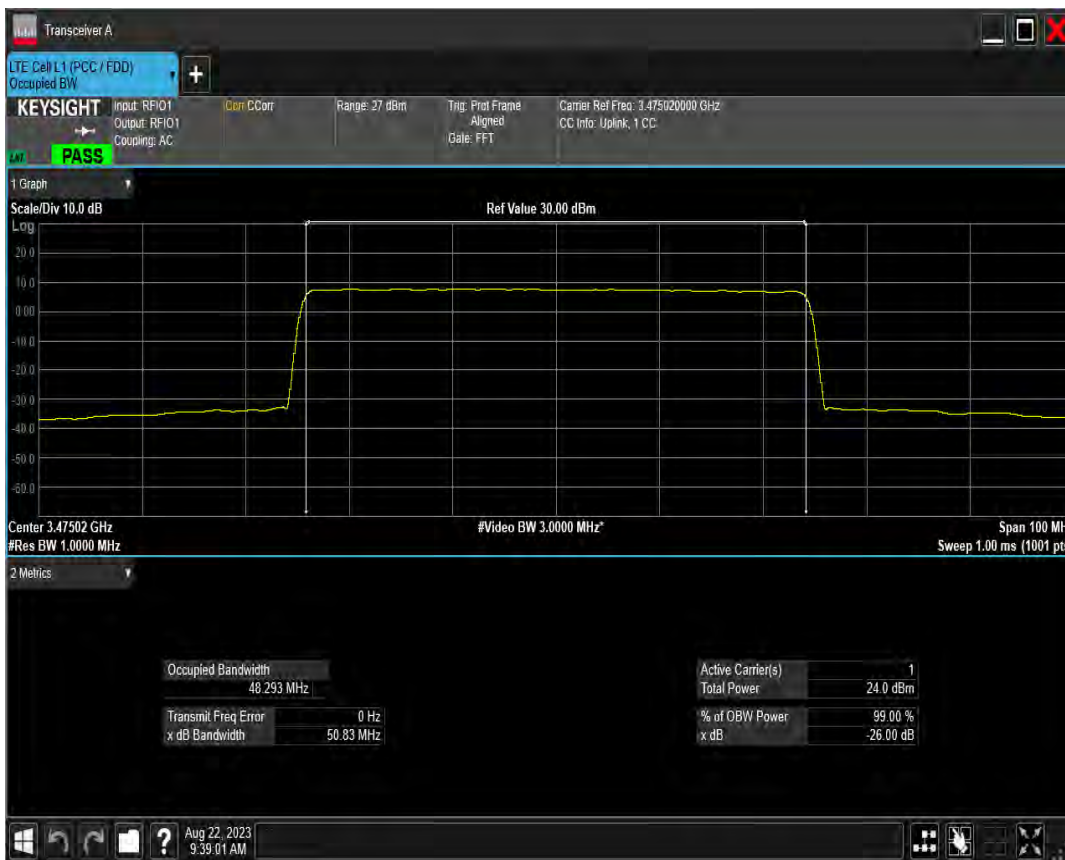 Transceiver A
LTE Cell L1 (PCC / FDD)
Occupied BW
+
KEYSIGHT
Input: RFIO1
Output: RFIO1
Coupling: AC
Corr CCorr
Range: 27 dBm
Trig: Prot Frame
Aligned
Gate: FFT
Carrier Ref Freq: 3.475020000 GHz
CC Info: Uplink, 1 CC
PASS
1 Graph
Scale/Div 10.0 dB
Ref Value 30.00 dBm
Log
20.0
10.0
0.00
-10.0
-20.0
-30.0
-40.0
-50.0
-60.0
Center 3.47502 GHz
#Video BW 3.0000 MHz*
Span 100 MH
#Res BW 1.0000 MHz
Sweep 1.00 ms (1001 pts
2 Metrics
Occupied Bandwidth
48.293 MHz
Transmit Freq Error 0 Hz
x dB Bandwidth 50.83 MHz
Active Carrier(s) 1
Total Power 24.0 dBm
% of OBW Power 99.00 %
x dB -26.00 dB
?
Aug 22, 2023
9:39:01 AM